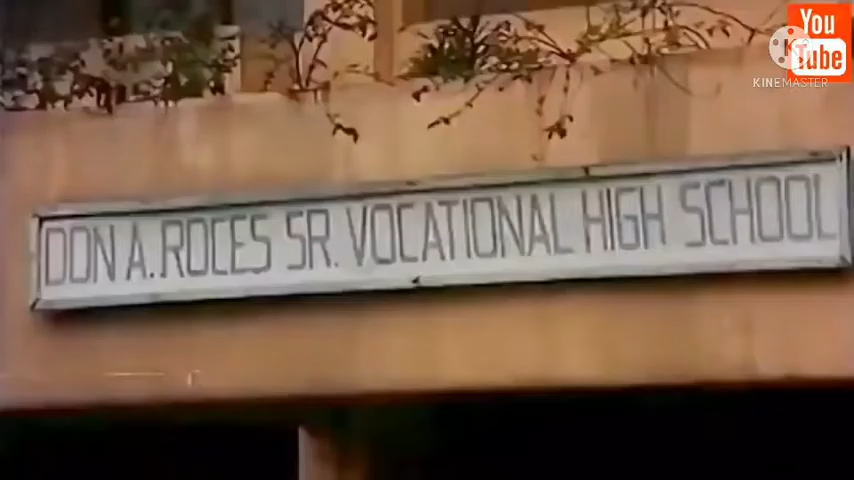 You
Tube
KINEMASTER
DON A. ROCES SR. VOCATIONAL HIGH SCHOOL